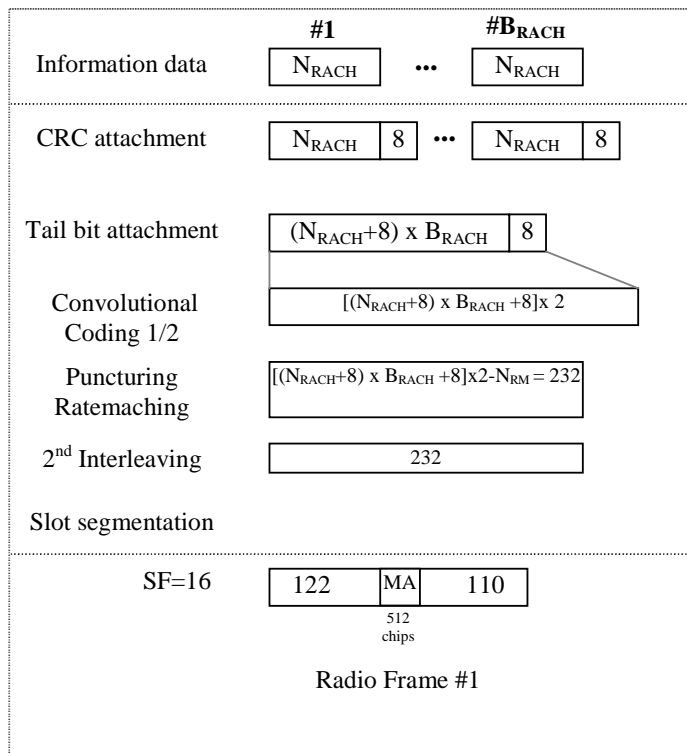 #1 #B_RACH
Information data N_RACH ... N_RACH
CRC attachment N_RACH 8 ... N_RACH 8
Tail bit attachment (N_RACH+8) x B_RACH 8
Convolutional
Coding 1/2
[(N_RACH+8) x B_RACH +8]x 2
Puncturing
Ratemaching
[(N_RACH+8) x B_RACH +8]x2-N_RM = 232
2nd Interleaving 232
Slot segmentation
SF=16 122 MA 110
512
chips
Radio Frame #1